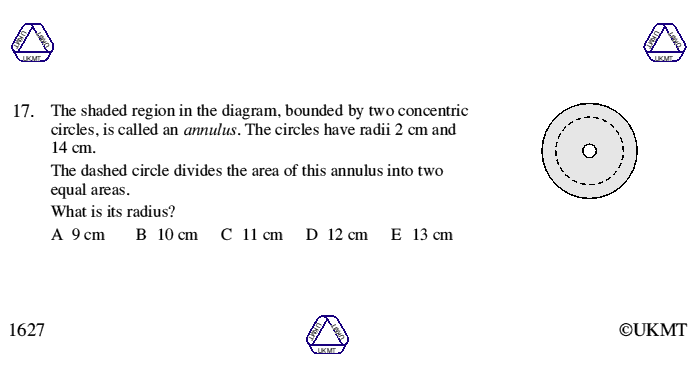 UKMT UKMT UKMT
UKMT UKMT UKMT
17. The shaded region in the diagram, bounded by two concentric
circles, is called an annulus. The circles have radii 2 cm and
14 cm.
The dashed circle divides the area of this annulus into two
equal areas.
What is its radius?
A 9 cm B 10 cm C 11 cm D 12 cm E 13 cm
1627
UKMT UKMT UKMT
©UKMT